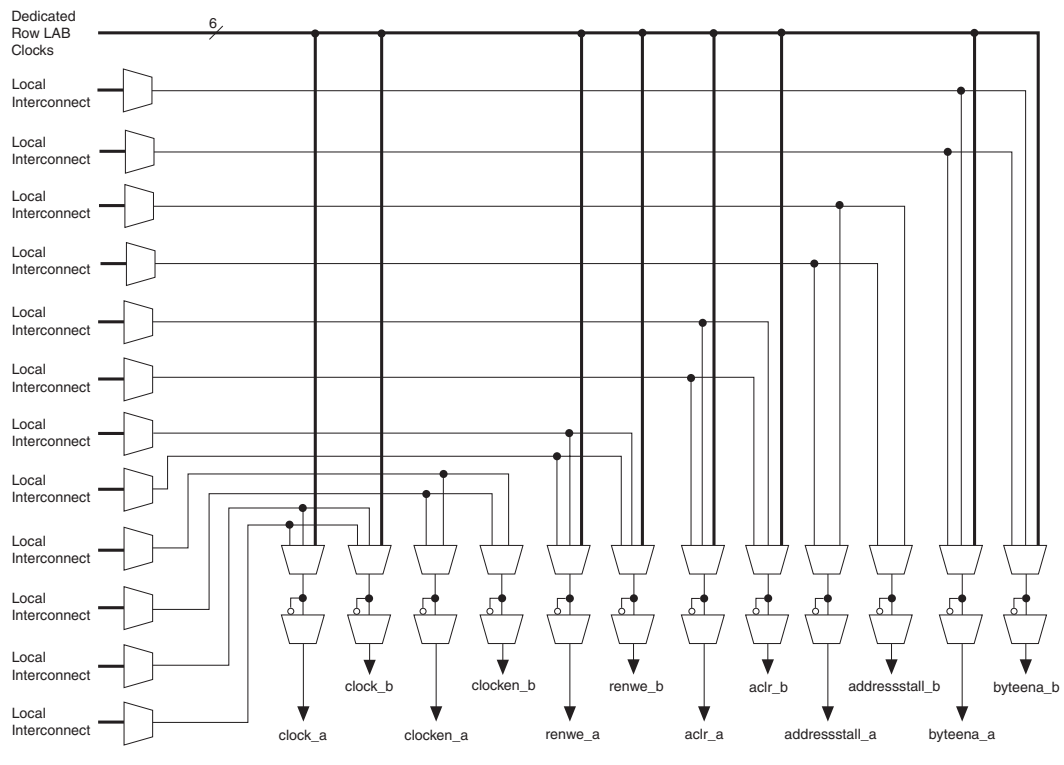 Dedicated
Row LAB
Clocks
6
Local
Interconnect
Local
Interconnect
Local
Interconnect
Local
Interconnect
Local
Interconnect
Local
Interconnect
Local
Interconnect
Local
Interconnect
Local
Interconnect
Local
Interconnect
Local
Interconnect
Local
Interconnect
clock_b
clocken_b
renwe_b
aclr_b
addressstall_b
byteena_b
clock_a
clocken_a
renwe_a
aclr_a
addressstall_a
byteena_a